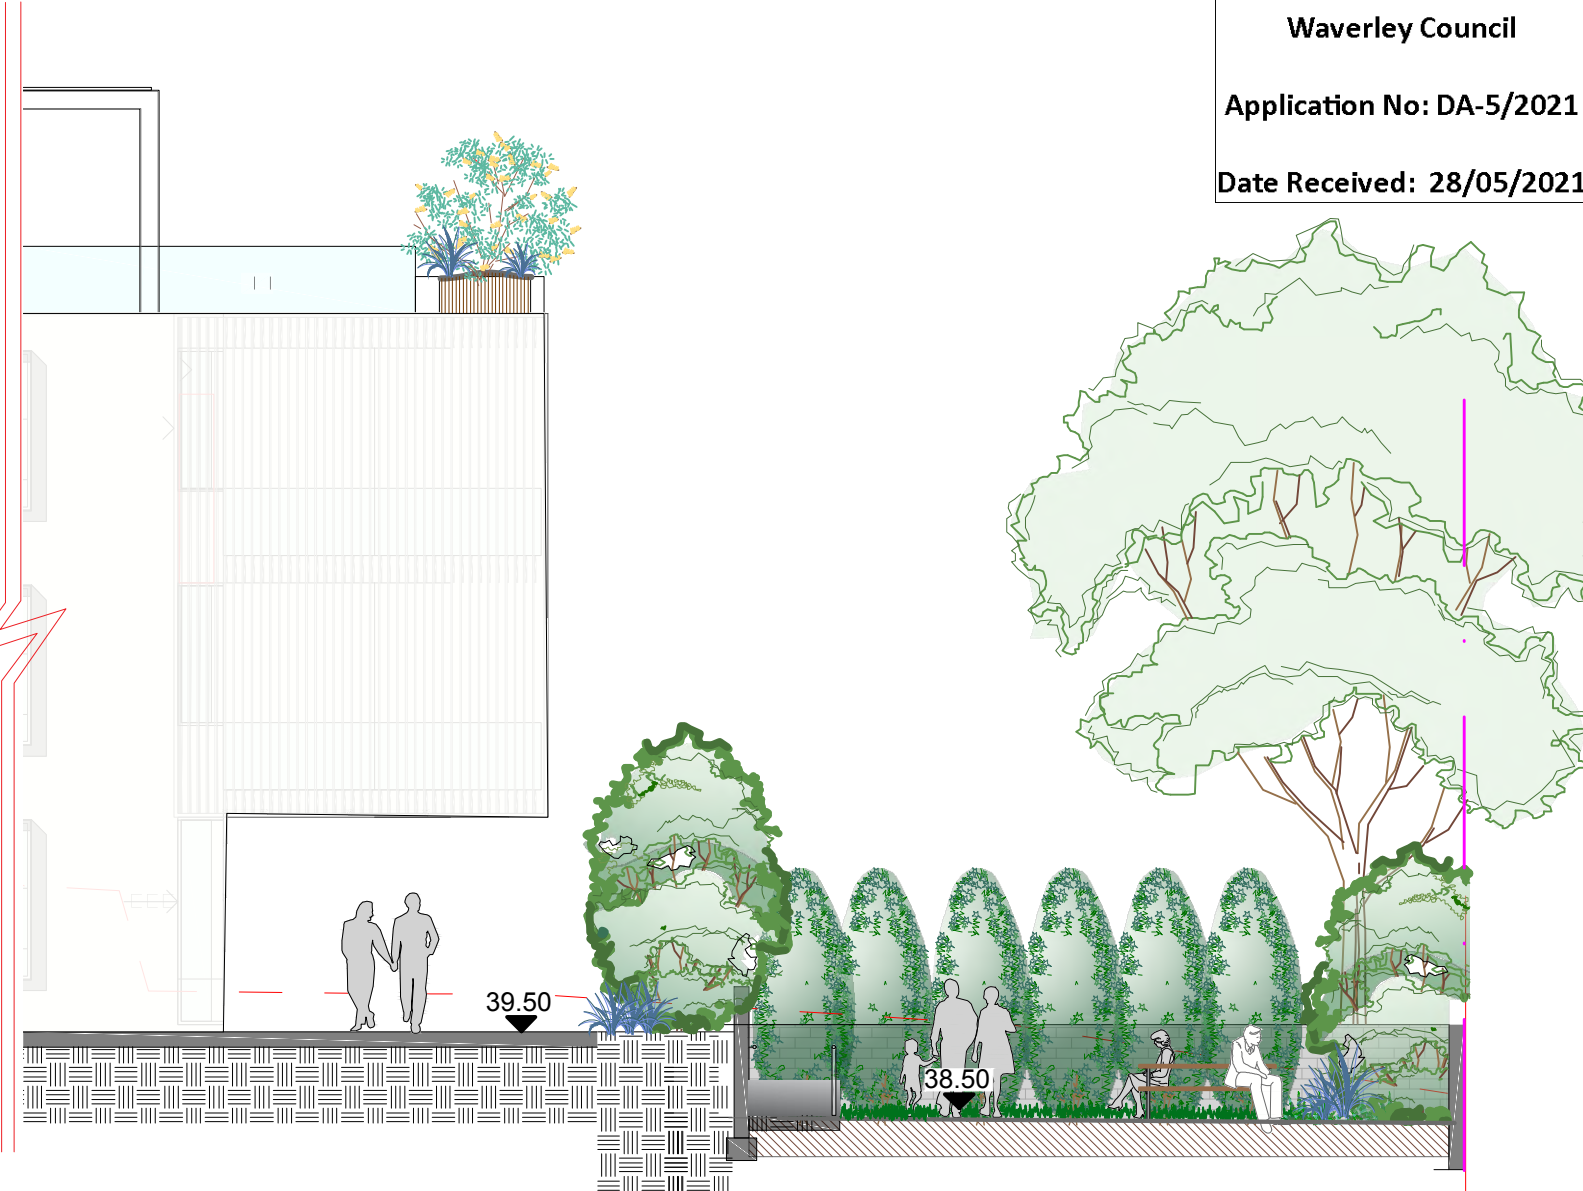 Waverley Council
Application No: DA-5/2021
Date Received: 28/05/2021
39.50
38.50